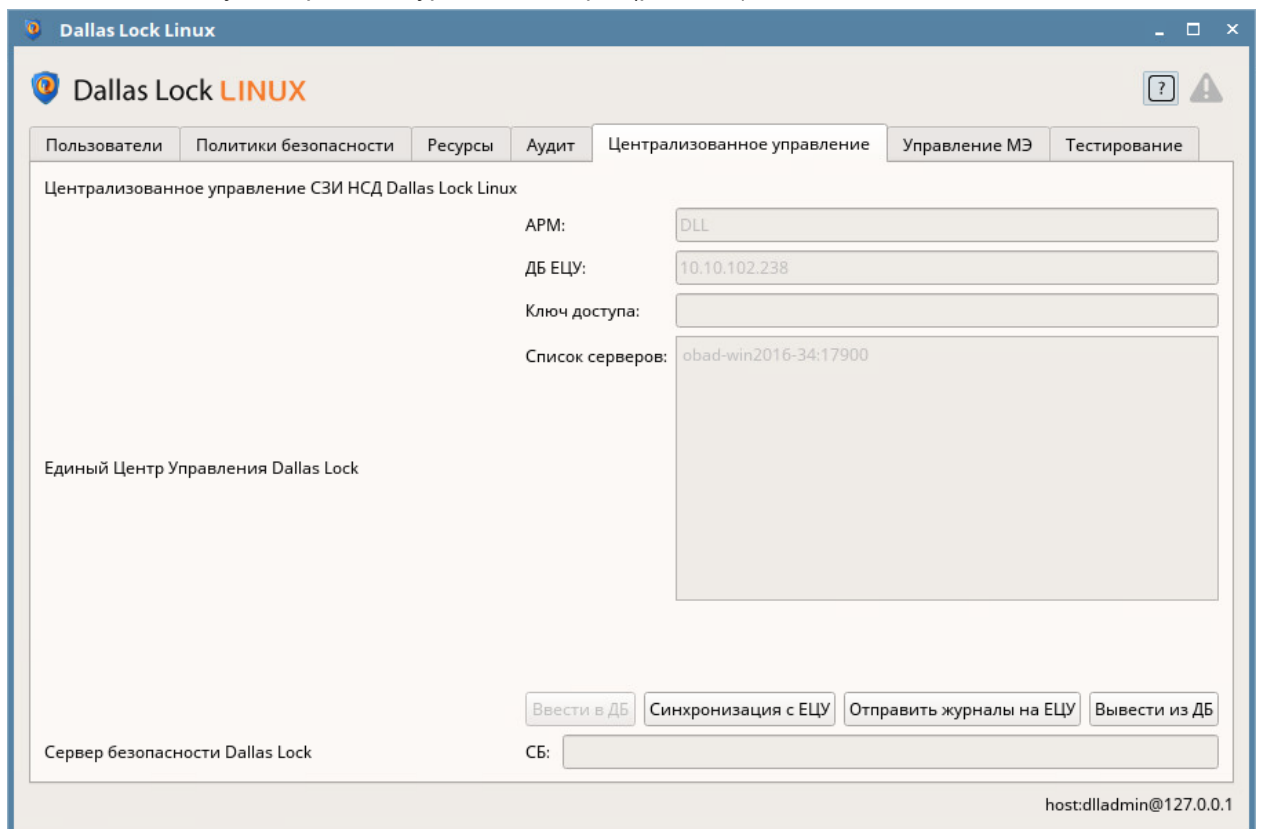 Dallas Lock Linux
Dallas Lock LINUX
Пользователи Политики безопасности Ресурсы Аудит Централизованное управление Управление МЭ Тестирование
Централизованное управление СЗИ НСД Dallas Lock Linux
АРМ: DLL
ДБ ЕЦУ: 10.10.102.238
Ключ доступа:
Список серверов: obad-win2016-34:17900
Единый Центр Управления Dallas Lock
Ввести в ДБ Синхронизация с ЕЦУ Отправить журналы на ЕЦУ Вывести из ДБ
Сервер безопасности Dallas Lock СБ:
host:dlladmin@127.0.0.1